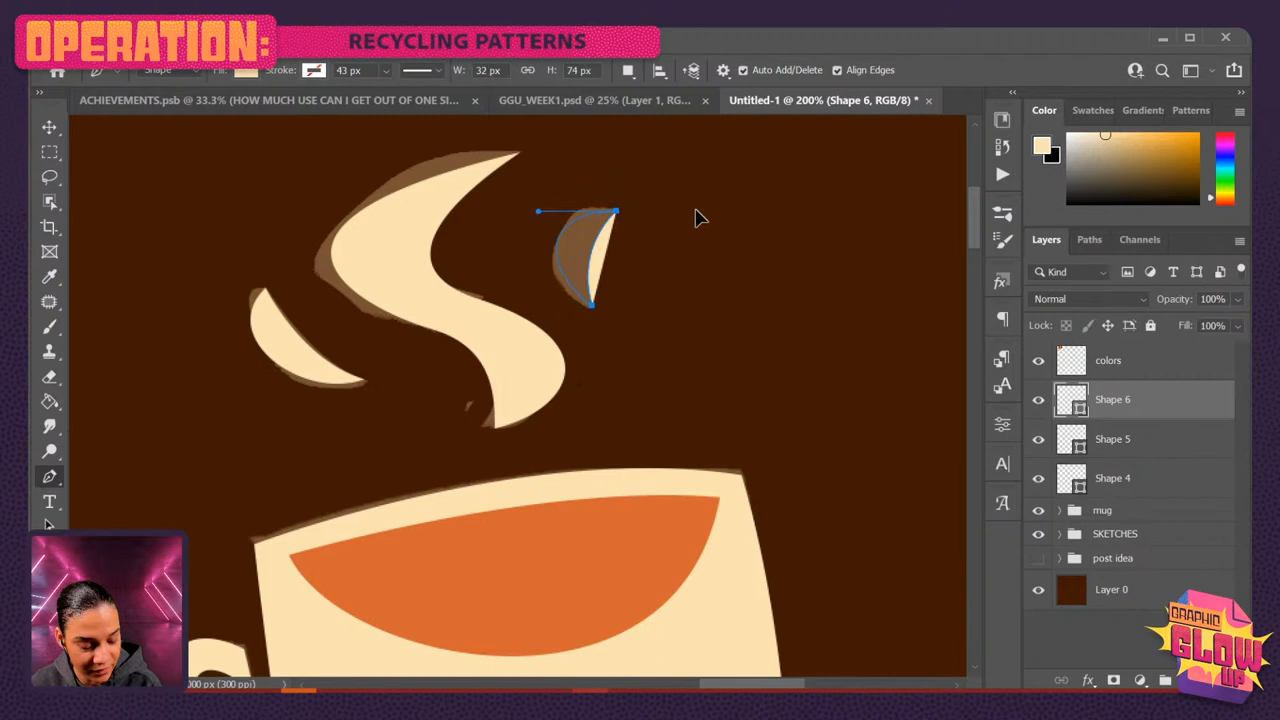 OPERATION:
RECYCLING PATTERNS
Shape
Fill:
Stroke:
43 px
W:
32 px
H:
74 px
Auto Add/Delete
Align Edges
ACHIEVEMENTS.psb @ 33.3% (HOW MUCH USE CAN I GET OUT OF ONE SI...
GGU_WEEK1.psd @ 25% (Layer 1, RG...
Untitled-1 @ 200% (Shape 6, RGB/8) *
Color
Swatches
Gradients
Patterns
Layers
Paths
Channels
Kind
Normal
Opacity:
100%
Lock:
Fill:
100%
colors
Shape 6
Shape 5
Shape 4
mug
SKETCHES
post idea
Layer 0
000 px (300 ppi)
GRAPHIC
GLOW
UP